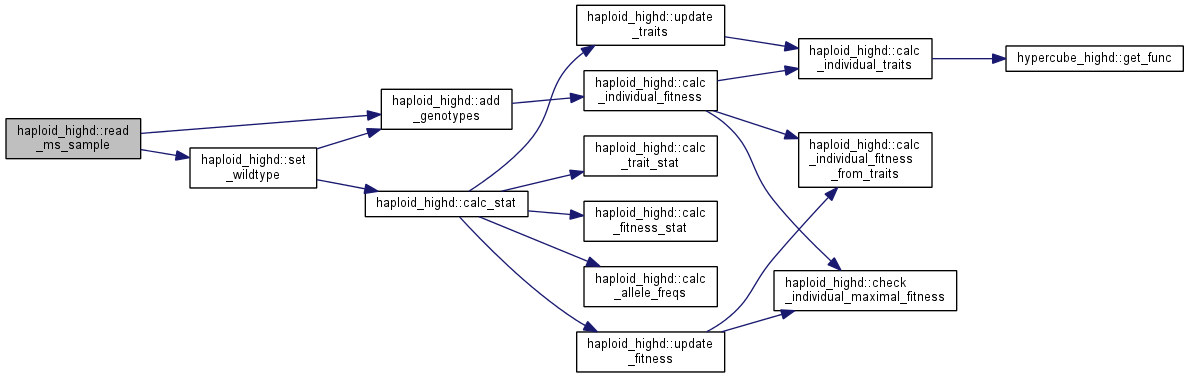 haploid_highd::read
_ms_sample
haploid_highd::set
_wildtype
haploid_highd::add
_genotypes
haploid_highd::calc_stat
haploid_highd::update
_traits
haploid_highd::calc
_individual_fitness
haploid_highd::calc
_trait_stat
haploid_highd::calc
_fitness_stat
haploid_highd::calc
_allele_freqs
haploid_highd::update
_fitness
haploid_highd::calc
_individual_traits
haploid_highd::calc
_individual_fitness
_from_traits
haploid_highd::check
_individual_maximal_fitness
hypercube_highd::get_func